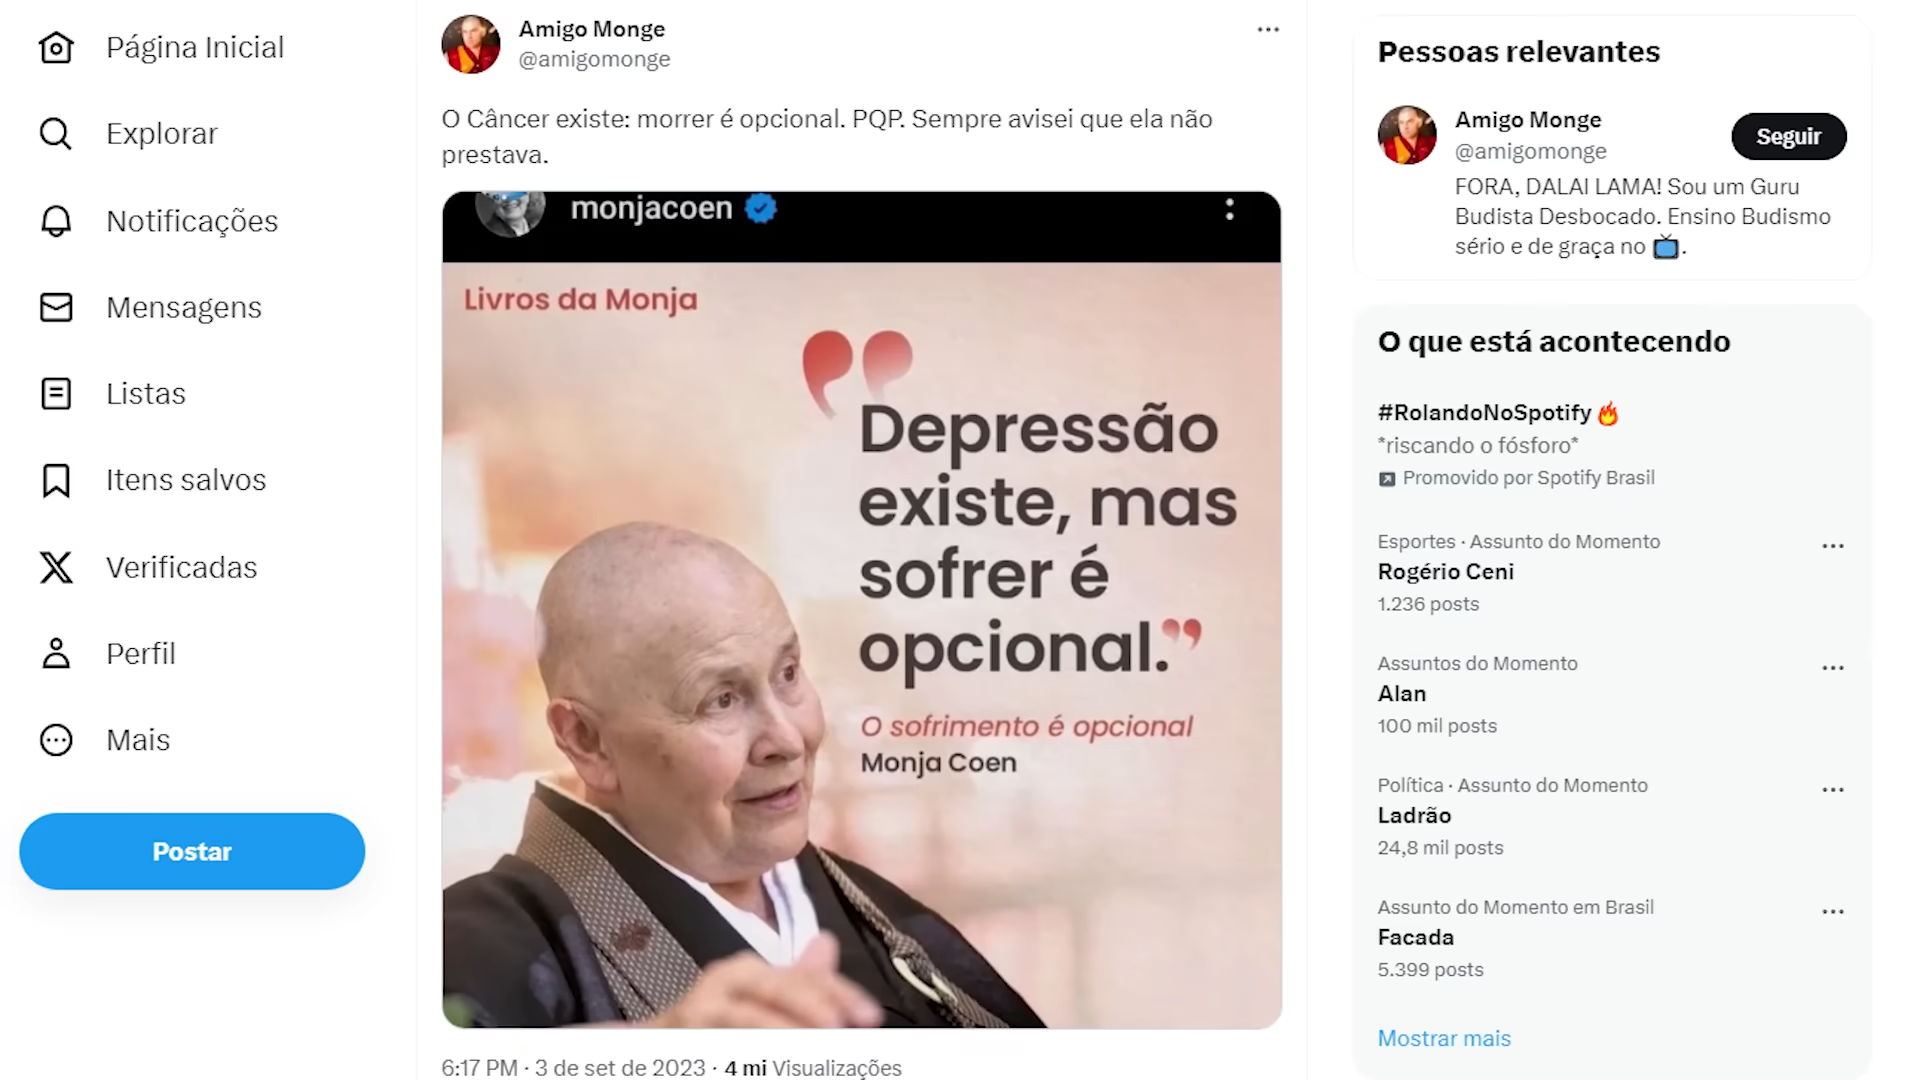 Página Inicial
Explorar
Notificações
Mensagens
Listas
Itens salvos
Verificadas
Perfil
Mais
Postar
Amigo Monge
@amigomonge
O Câncer existe: morrer é opcional. PQP. Sempre avisei que ela não
prestava.
monjacoen
Livros da Monja
"Depressão
existe, mas
sofrer é
opcional."
O sofrimento é opcional
Monja Coen
6:17 PM · 3 de set de 2023 · 4 mi Visualizações
Pessoas relevantes
Amigo Monge
@amigomonge
Seguir
FORA, DALAI LAMA! Sou um Guru
Budista Desbocado. Ensino Budismo
sério e de graça no 📺.
O que está acontecendo
#RolandoNoSpotify 🔥
*riscando o fósforo*
Promovido por Spotify Brasil
Esportes · Assunto do Momento
Rogério Ceni
1.236 posts
Assuntos do Momento
Alan
100 mil posts
Política · Assunto do Momento
Ladrão
24,8 mil posts
Assunto do Momento em Brasil
Facada
5.399 posts
Mostrar mais